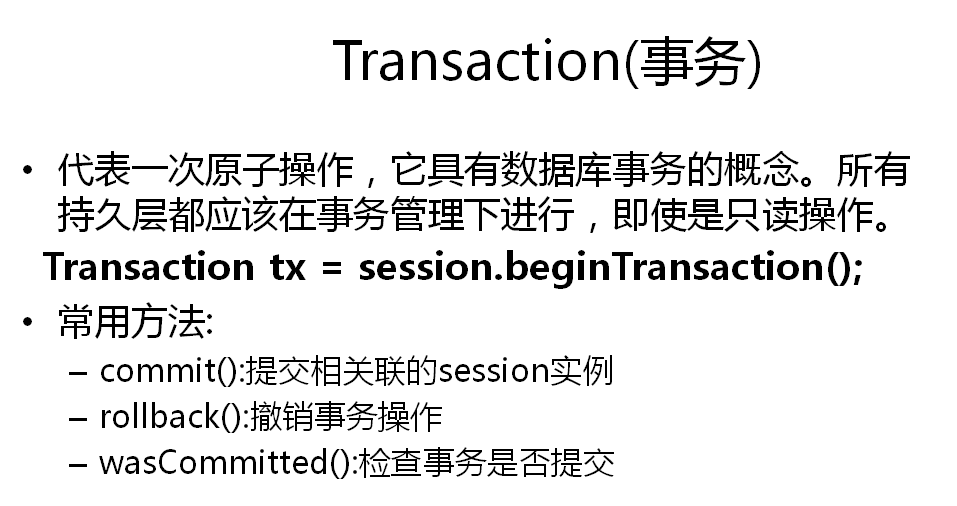 Transaction(事务)
• 代表一次原子操作，它具有数据库事务的概念。所有
持久层都应该在事务管理下进行，即使是只读操作。
Transaction tx = session.beginTransaction();
• 常用方法:
– commit():提交相关联的session实例
– rollback():撤销事务操作
– wasCommitted():检查事务是否提交